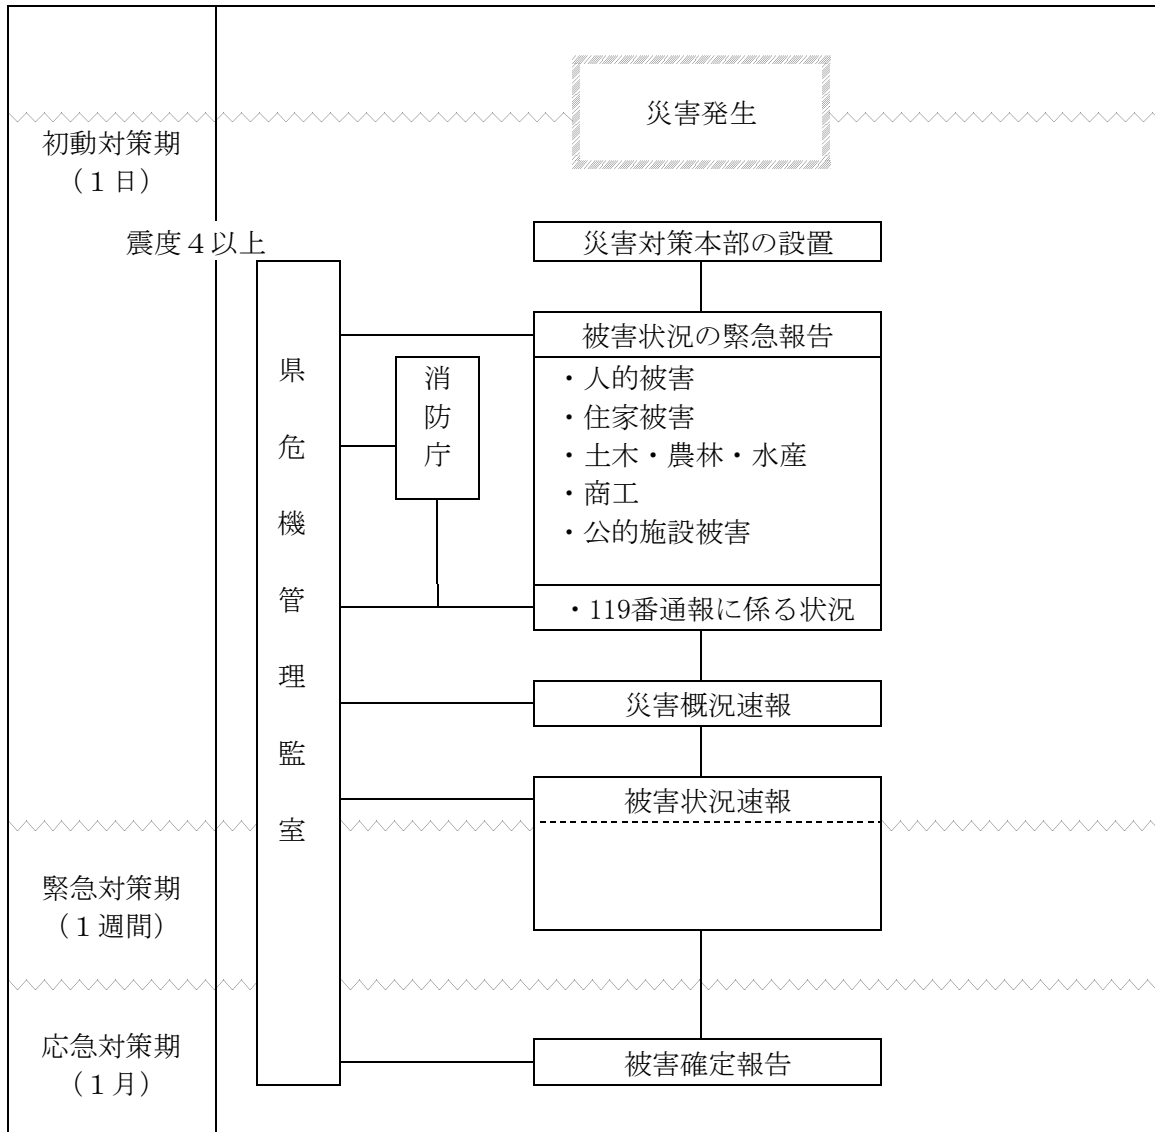 災害発生
初動対策期
（１日）
震度４以上
災害対策本部の設置
県危機管理監室
消防庁
被害状況の緊急報告
・人的被害
・住家被害
・土木・農林・水産
・商工
・公的施設被害
・119番通報に係る状況
災害概況速報
被害状況速報
緊急対策期
（１週間）
応急対策期
（１月）
被害確定報告